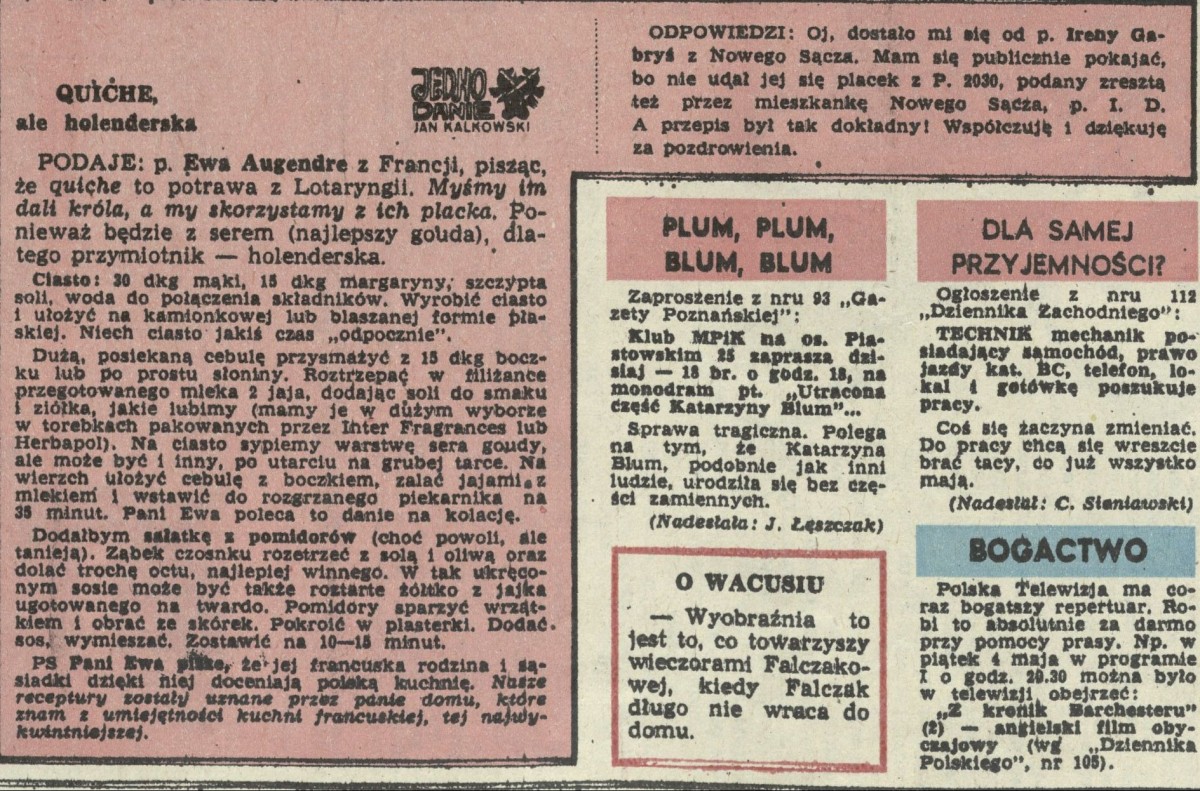 QUICHE,
ale holenderska
JEDNO
DANIE
JAN KALKOWSKI
PODAJE: p. Ewa Augendre z Francji, pisząc,
że quiche to potrawa z Lotaryngii. Myśmy im
dali króla, a my skorzystamy z ich placka. Po-
nieważ będzie z serem (najlepszy gouda), dla-
tego przymiotnik — holenderska.
Ciasto: 30 dkg mąki, 15 dkg margaryny, szczypta
soli, woda do połączenia składników. Wyrobić ciasto
i ułożyć na kamionkowej lub blaszanej formie pła-
skiej. Niech ciasto jakiś czas „odpocznie”.
Dużą, posiekaną cebulę przysmażyć z 15 dkg bocz-
ku lub po prostu słoniny. Roztrzepać w filiżance
przegotowanego mleka 2 jaja, dodając soli do smaku
i ziółka, jakie lubimy (mamy je w dużym wyborze
w torebkach pakowanych przez Inter Fragrances lub
Herbapol). Na ciasto sypiemy warstwę sera goudy,
ale może być i inny, po utarciu na grubej tarce. Na
wierzch ułożyć cebulę z boczkiem, zalać jajami z
mlekiem i wstawić do rozgrzanego piekarnika na
35 minut. Pani Ewa poleca to danie na kolację.
Dodałbym sałatkę z pomidorów (choć powoli, ale
tanieją). Ząbek czosnku rozetrzeć z solą i oliwą oraz
dolać trochę octu, najlepiej winnego. W tak ukręco-
nym sosie może być także roztarte żółtko z jajka
ugotowanego na twardo. Pomidory sparzyć wrząt-
kiem i obrać ze skórek. Pokroić w plasterki. Dodać
sos, wymieszać. Zostawić na 10—15 minut.
PS Pani Ewa pisze, że jej francuska rodzina i są-
siadki dzięki niej doceniają polską kuchnię. Nasze
receptury zostały uznane przez panie domu, które
znam z umiejętności kuchni francuskiej, tej najwy-
kwintniejszej.
ODPOWIEDZI: Oj, dostało mi się od p. Ireny Ga-
bryś z Nowego Sącza. Mam się publicznie pokajać,
bo nie udał jej się placek z P. 2030, podany zresztą
też przez mieszkankę Nowego Sącza, p. I. D.
A przepis był tak dokładny! Współczuję i dziękuję
za pozdrowienia.
PLUM, PLUM,
BLUM, BLUM
Zaproszenie z nru 93 „Ga-
zety Poznańskiej”:
Klub MPiK na os. Pia-
stowskim 25 zaprasza dzi-
siaj — 18 br. o godz. 18, na
monodram pt. „Utracona
część Katarzyny Blum”...
Sprawa tragiczna. Polega
na tym, że Katarzyna
Blum, podobnie jak inni
ludzie, urodziła się bez czę-
ści zamiennych.
(Nadesłała: J. Łęszczak)
O WACUSIU
— Wyobraźnia to
jest to, co towarzyszy
wieczorami Falczako-
wej, kiedy Falczak
długo nie wraca do
domu.
DLA SAMEJ
PRZYJEMNOŚCI?
Ogłoszenie z nru 112
„Dziennika Zachodniego”:
TECHNIK mechanik po-
siadający samochód, prawo
jazdy kat. BC, telefon, lo-
kal i gotówkę poszukuje
pracy.
Coś się zaczyna zmieniać.
Do pracy chcą się wreszcie
brać tacy, co już wszystko
mają.
(Nadesłał: C. Sieniawski)
BOGACTWO
Polska Telewizja ma co-
raz bogatszy repertuar. Ro-
bi to absolutnie za darmo
przy pomocy prasy. Np. w
piątek 4 maja w programie
I o godz. 20.30 można było
w telewizji obejrzeć:
„Z kronik Barchesteru”
(2) — angielski film oby-
czajowy (wg „Dziennika
Polskiego”, nr 105).